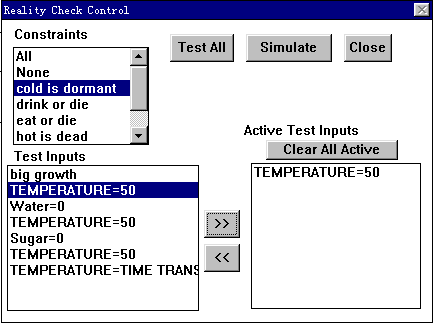 Reality Check Control
Constraints
All
None
cold is dormant
drink or die
eat or die
hot is dead
Test All
Simulate
Close
Test Inputs
big growth
TEMPERATURE=50
Water=0
TEMPERATURE=50
Sugar=0
TEMPERATURE=50
TEMPERATURE=TIME TRANS
>>
<<
Active Test Inputs
Clear All Active
TEMPERATURE=50